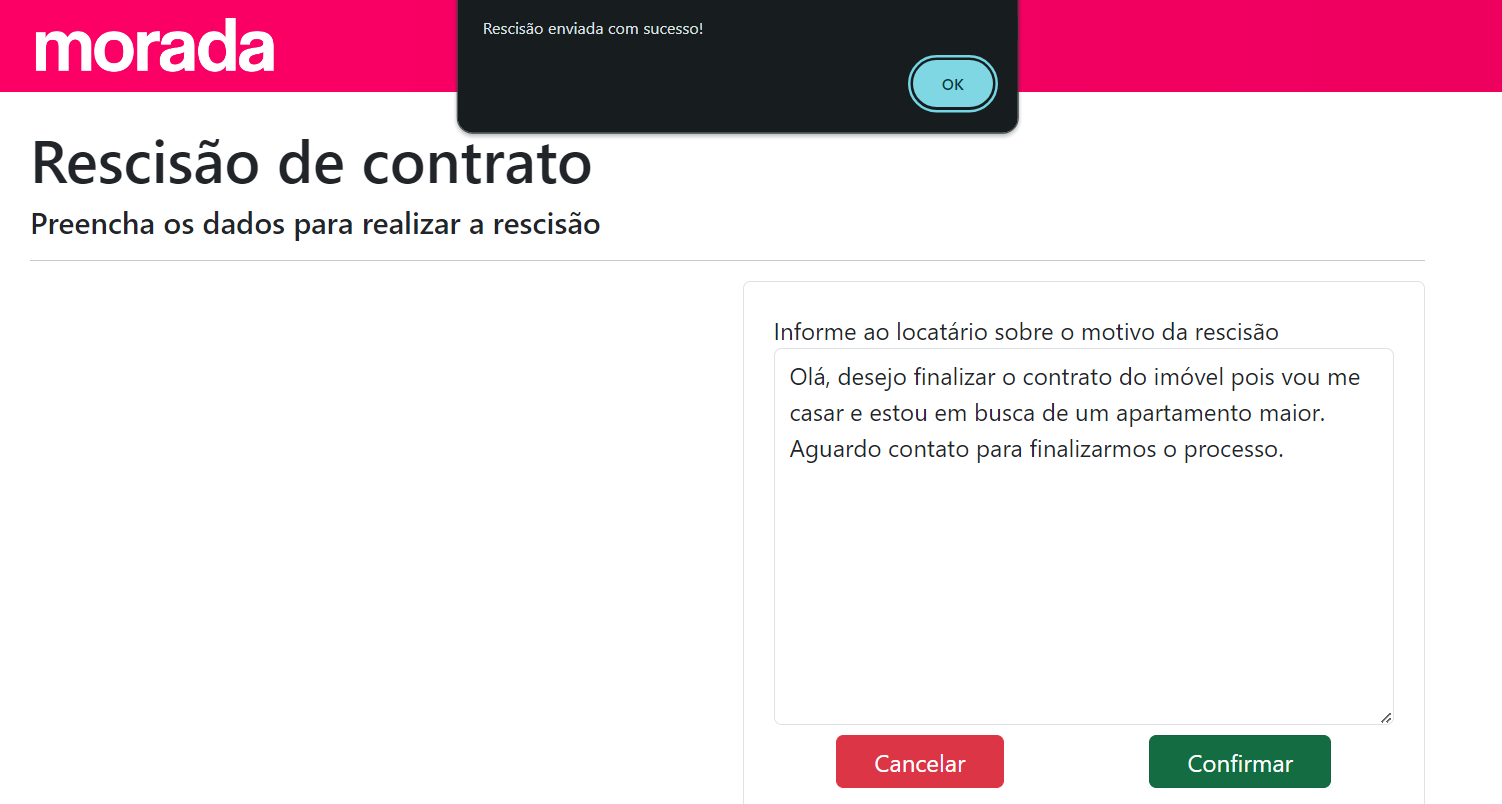 morada
Rescisão enviada com sucesso!
OK
Rescisão de contrato
Preencha os dados para realizar a rescisão
Informe ao locatário sobre o motivo da rescisão
Olá, desejo finalizar o contrato do imóvel pois vou me
casar e estou em busca de um apartamento maior.
Aguardo contato para finalizarmos o processo.
Cancelar
Confirmar